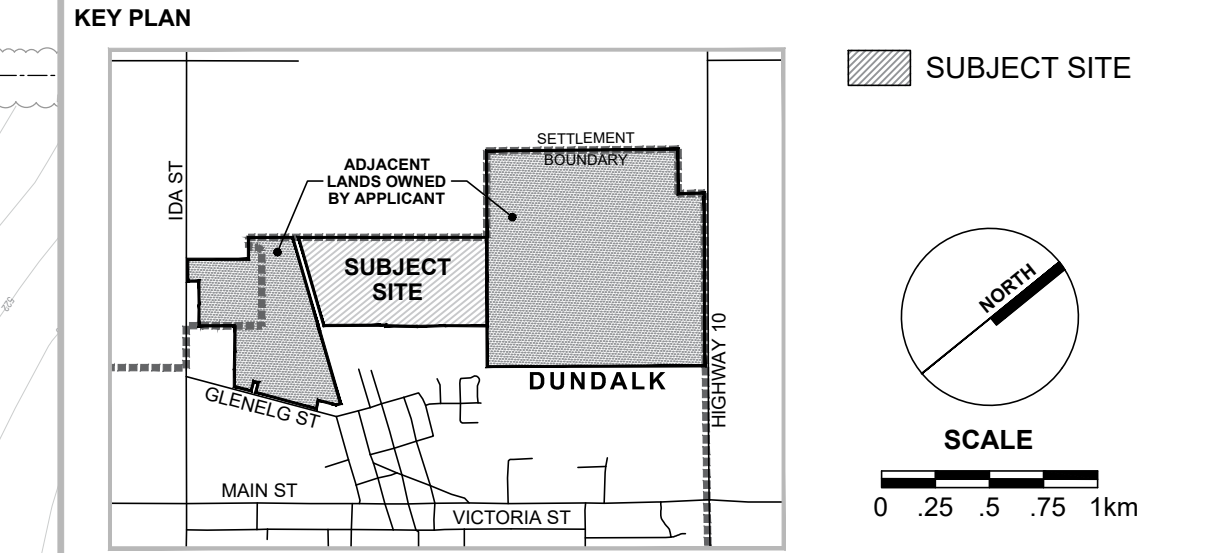 KEY PLAN
SUBJECT SITE
SETTLEMENT
BOUNDARY
ADJACENT
LANDS OWNED
BY APPLICANT
IDA ST
SUBJECT
SITE
NORTH
522
HIGHWAY 10
DUNDALK
GLENELG ST
SCALE
0 .25 .5 .75 1km
MAIN ST
VICTORIA ST